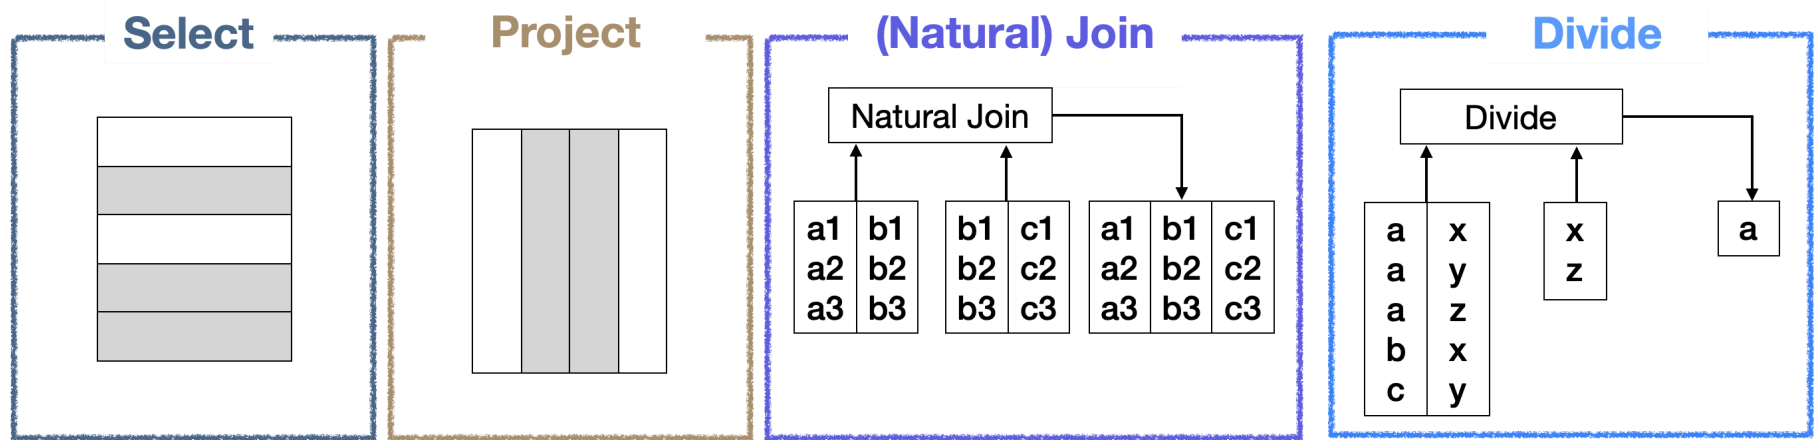 Select
Project
(Natural) Join
Divide
Natural Join
a1 b1
a2 b2
a3 b3
b1 c1
b2 c2
b3 c3
a1 b1 c1
a2 b2 c2
a3 b3 c3
Divide
a x
a y
a z
b x
c y
x
z
a